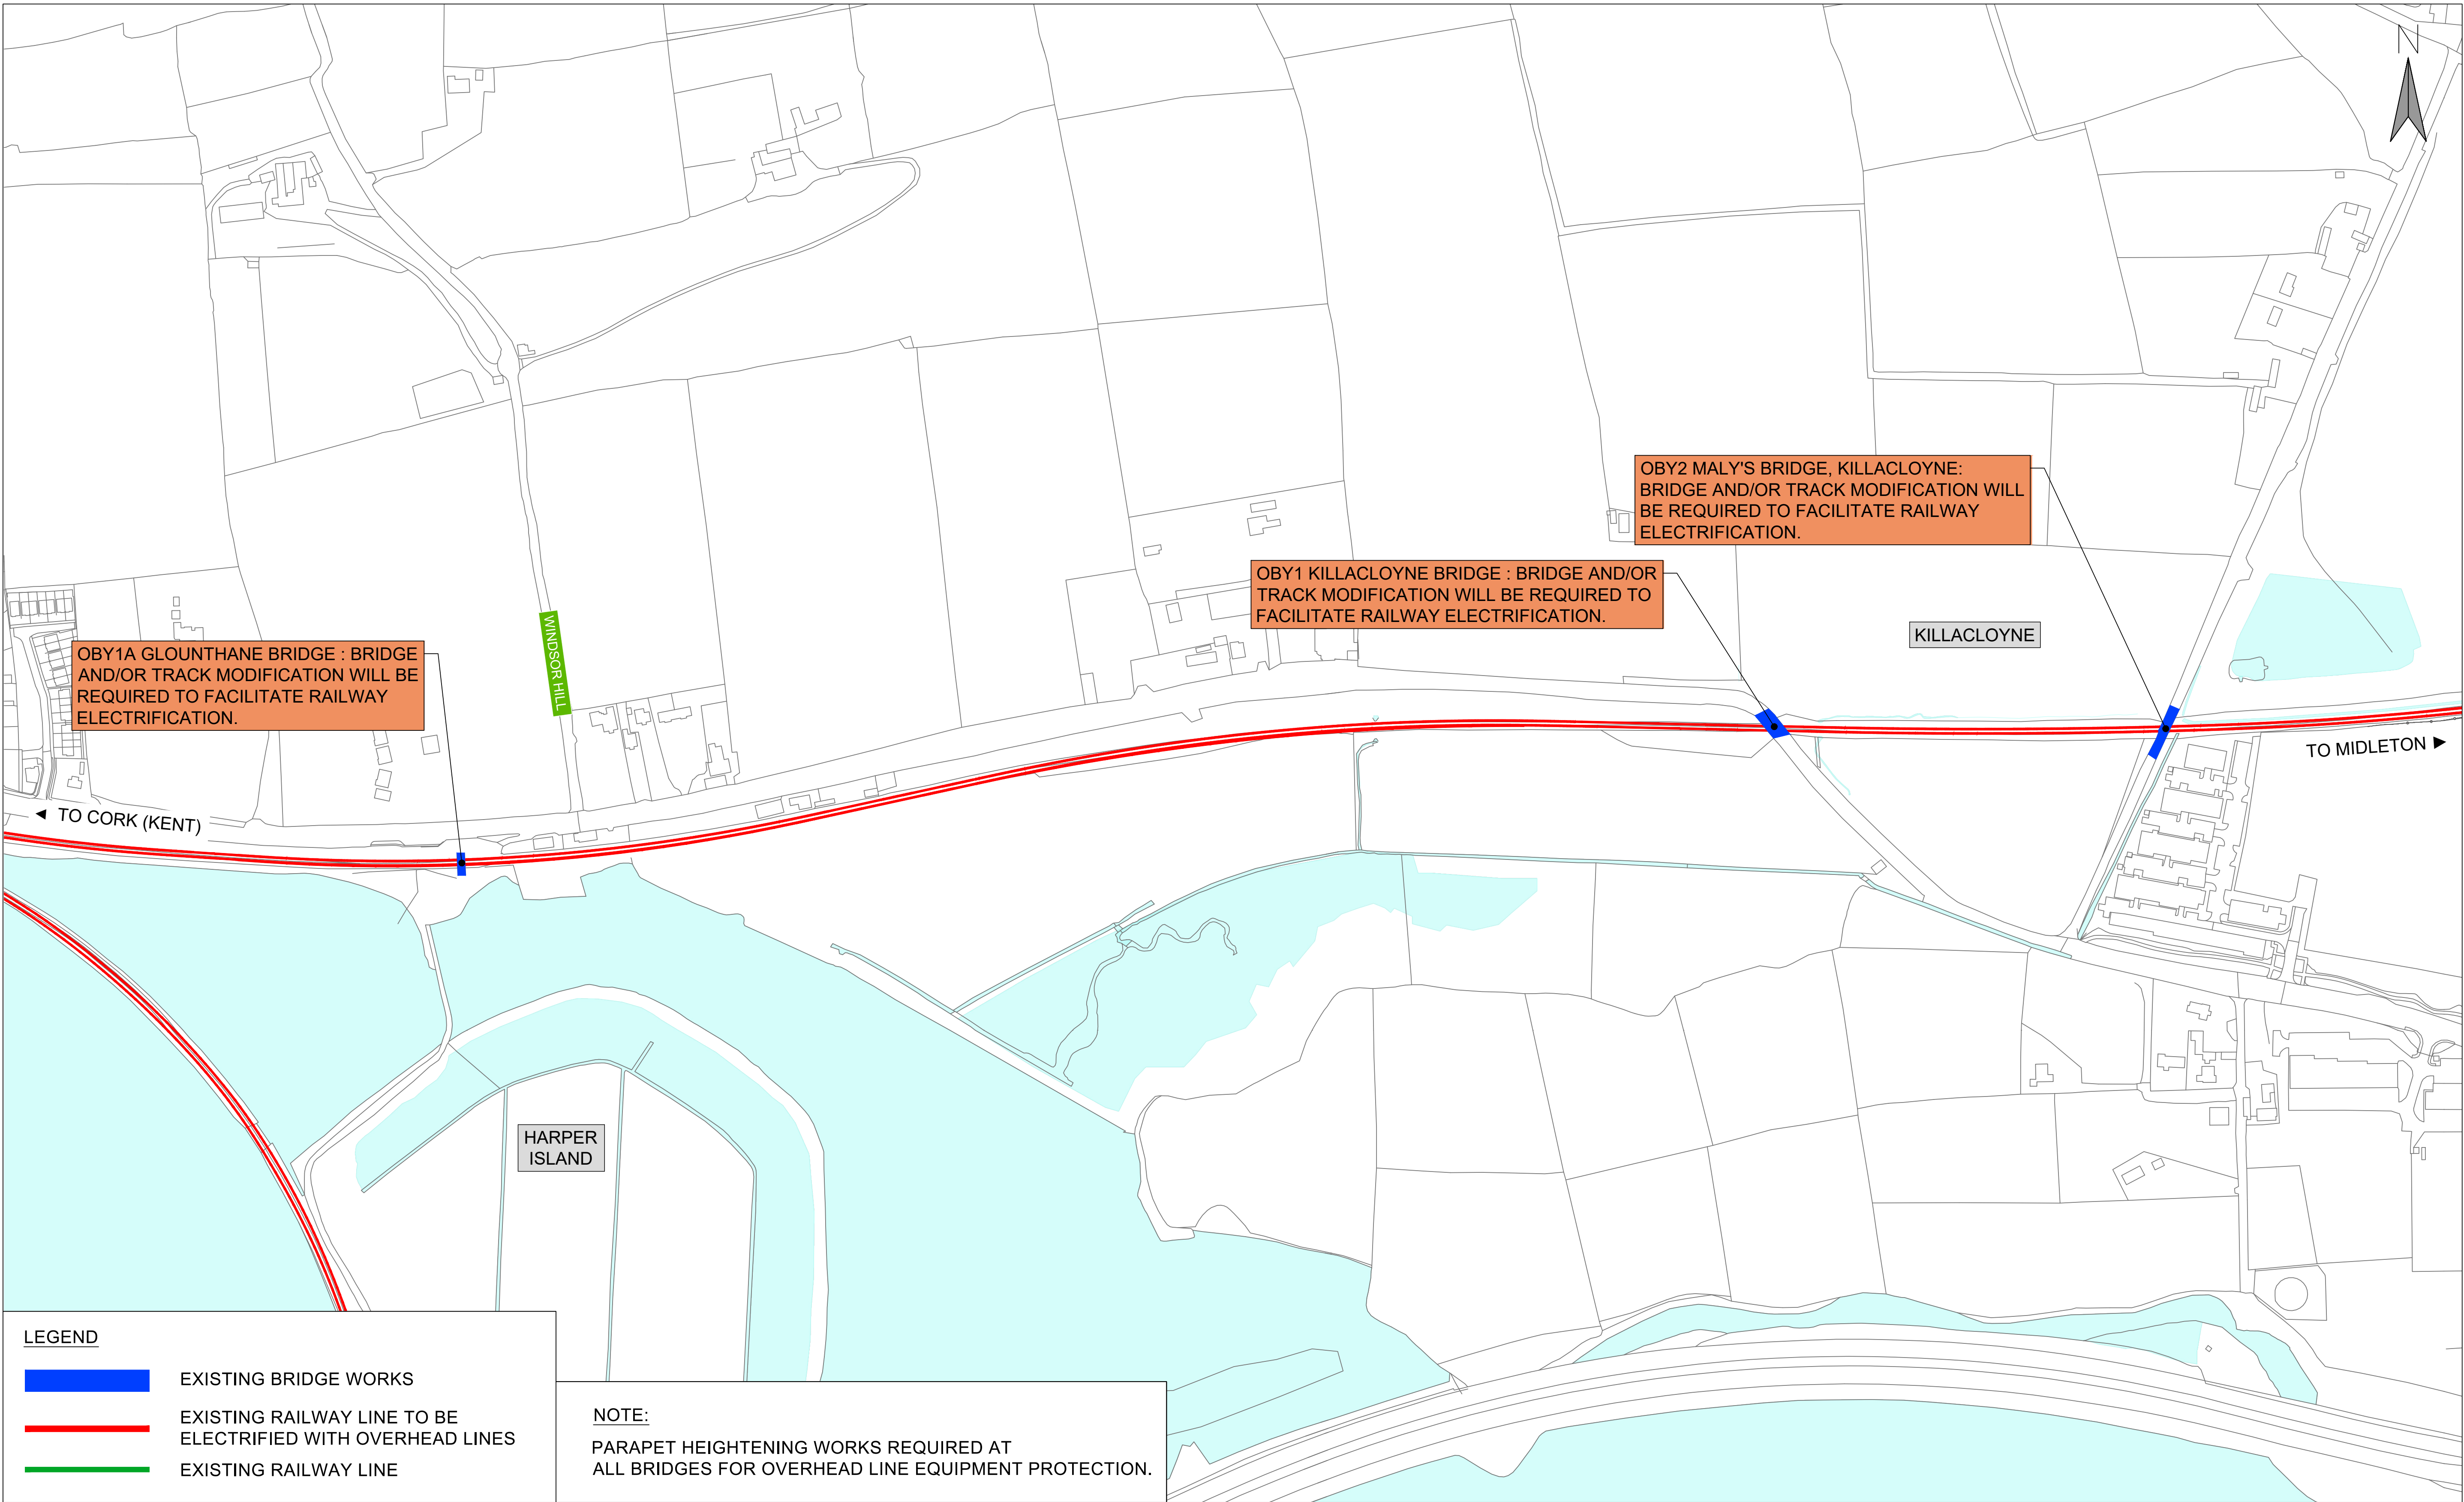 N
OBY2 MALY'S BRIDGE, KILLACLOYNE:
BRIDGE AND/OR TRACK MODIFICATION WILL
BE REQUIRED TO FACILITATE RAILWAY
ELECTRIFICATION.
OBY1 KILLACLOYNE BRIDGE : BRIDGE AND/OR
TRACK MODIFICATION WILL BE REQUIRED TO
FACILITATE RAILWAY ELECTRIFICATION.
KILLACLOYNE
WINDSOR HILL
OBY1A GLOUNTHANE BRIDGE : BRIDGE
AND/OR TRACK MODIFICATION WILL BE
REQUIRED TO FACILITATE RAILWAY
ELECTRIFICATION.
TO MIDLETON ►
◄ TO CORK (KENT)
HARPER
ISLAND
LEGEND
EXISTING BRIDGE WORKS
EXISTING RAILWAY LINE TO BE
ELECTRIFIED WITH OVERHEAD LINES
EXISTING RAILWAY LINE
NOTE:
PARAPET HEIGHTENING WORKS REQUIRED AT
ALL BRIDGES FOR OVERHEAD LINE EQUIPMENT PROTECTION.